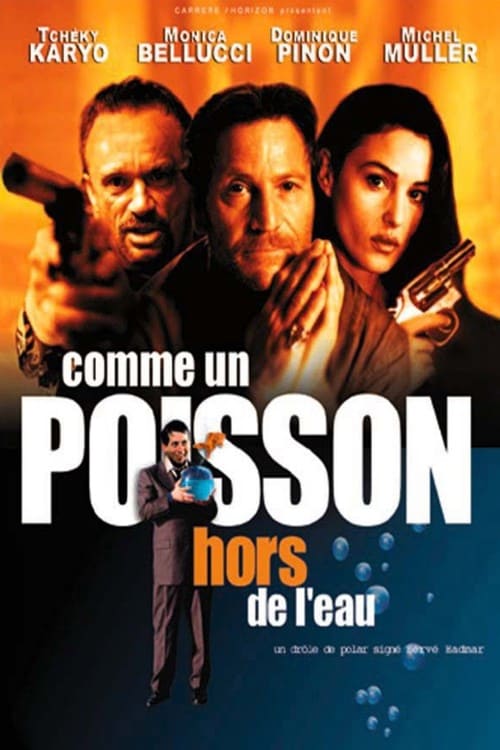 CARRERE / HORIZON présentent
TCHÉKY KARYO
MONICA BELLUCCI
DOMINIQUE PINON
MICHEL MULLER
comme un
POISSON
hors
de l'eau
un drôle de polar signé Hervé Hadmar